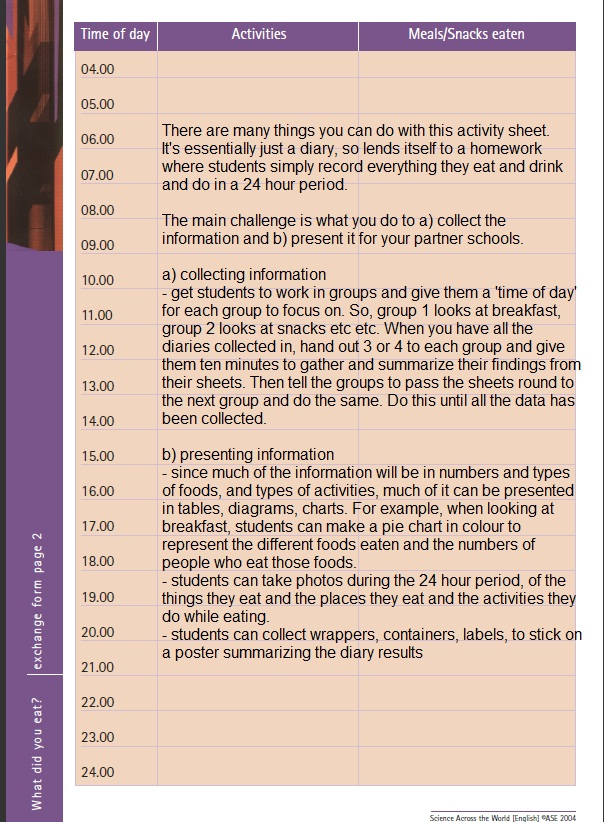 Time of day Activities Meals/Snacks eaten
04.00
05.00
06.00
07.00
08.00
09.00
10.00
11.00
12.00
13.00
14.00
15.00
16.00
17.00
18.00
19.00
20.00
21.00
22.00
23.00
24.00
There are many things you can do with this activity sheet.
It's essentially just a diary, so lends itself to a homework
where students simply record everything they eat and drink
and do in a 24 hour period.
The main challenge is what you do to a) collect the
information and b) present it for your partner schools.
a) collecting information
- get students to work in groups and give them a 'time of day'
for each group to focus on. So, group 1 looks at breakfast,
group 2 looks at snacks etc etc. When you have all the
diaries collected in, hand out 3 or 4 to each group and give
them ten minutes to gather and summarize their findings from
their sheets. Then tell the groups to pass the sheets round to
the next group and do the same. Do this until all the data has
been collected.
b) presenting information
- since much of the information will be in numbers and types
of foods, and types of activities, much of it can be presented
in tables, diagrams, charts. For example, when looking at
breakfast, students can make a pie chart in colour to
represent the different foods eaten and the numbers of
people who eat those foods.
- students can take photos during the 24 hour period, of the
things they eat and the places they eat and the activities they
do while eating.
- students can collect wrappers, containers, labels, to stick on
a poster summarizing the diary results
What did you eat? exchange form page 2
Science Across the World [English] ©ASE 2004